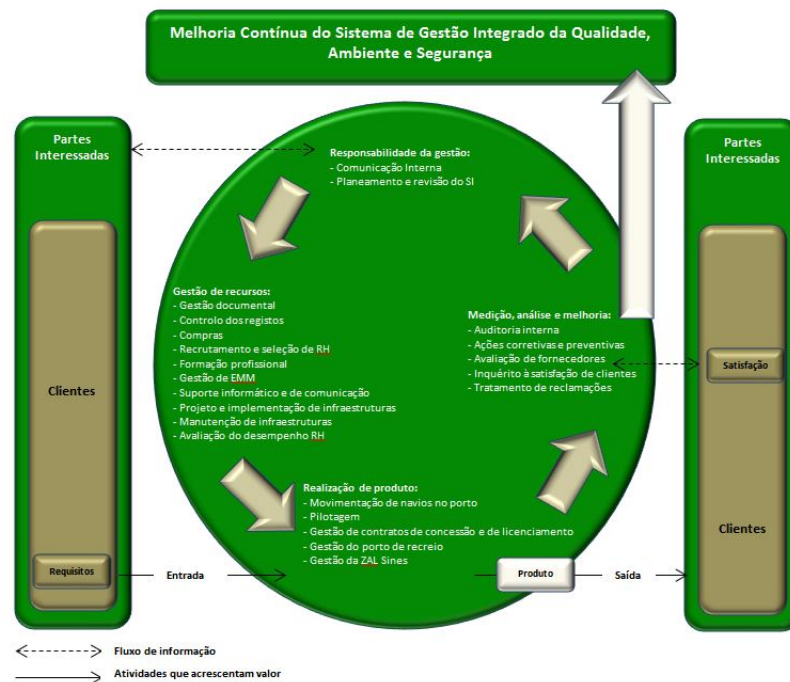 Melhoria Contínua do Sistema de Gestão Integrado da Qualidade,
Ambiente e Segurança
Partes
Interessadas
Clientes
Requisitos
Responsabilidade da gestão:
- Comunicação Interna
- Planeamento e revisão do SI
Gestão de recursos:
- Gestão documental
- Controlo dos registos
- Compras
- Recrutamento e seleção de RH
- Formação profissional
- Gestão de EMM
- Suporte informático e de comunicação
- Projeto e implementação de infraestruturas
- Manutenção de infraestruturas
- Avaliação do desempenho RH
Medição, análise e melhoria:
- Auditoria interna
- Ações corretivas e preventivas
- Avaliação de fornecedores
- Inquérito à satisfação de clientes
- Tratamento de reclamações
Realização de produto:
- Movimentação de navios no porto
- Pilotagem
- Gestão de contratos de concessão e de licenciamento
- Gestão do porto de recreio
- Gestão da ZAL Sines
Entrada
Produto
Saída
Partes
Interessadas
Satisfação
Clientes
Fluxo de informação
Atividades que acrescentam valor